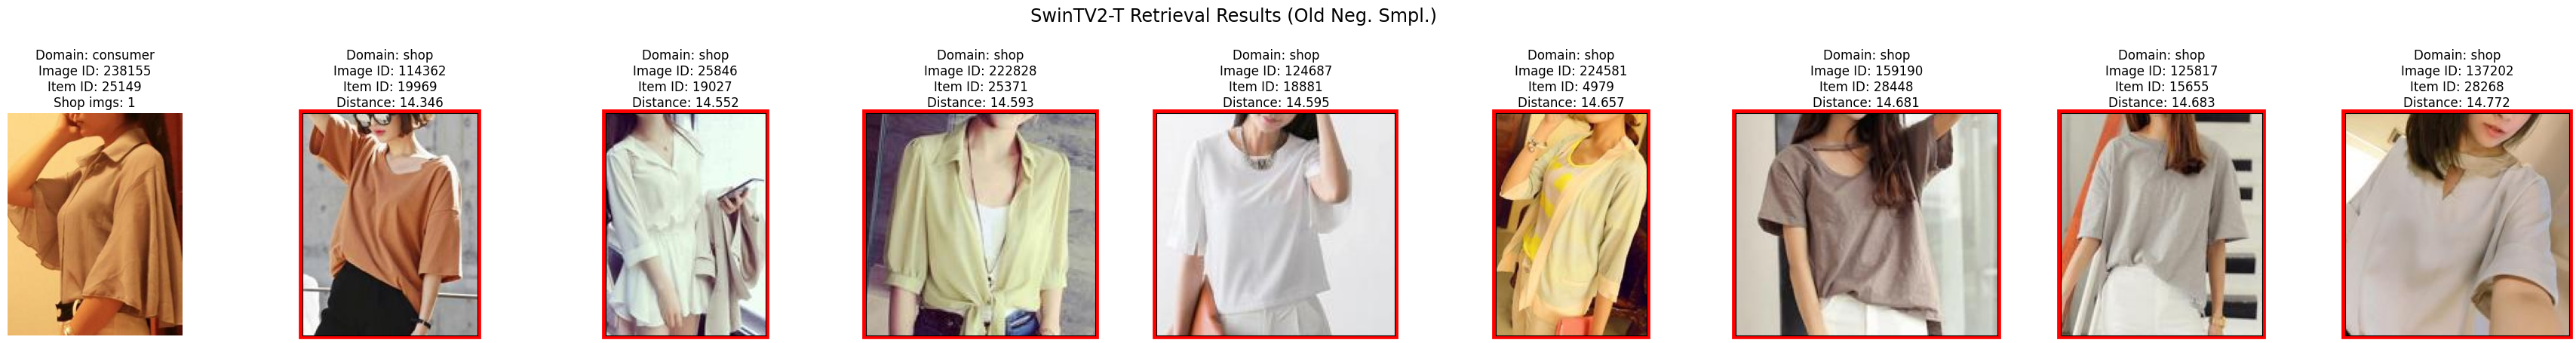 SwinTV2-T Retrieval Results (Old Neg. Smpl.)
Domain: consumer
Image ID: 238155
Item ID: 25149
Shop imgs: 1
Domain: shop
Image ID: 114362
Item ID: 19969
Distance: 14.346
Domain: shop
Image ID: 25846
Item ID: 19027
Distance: 14.552
Domain: shop
Image ID: 222828
Item ID: 25371
Distance: 14.593
Domain: shop
Image ID: 124687
Item ID: 18881
Distance: 14.595
Domain: shop
Image ID: 224581
Item ID: 4979
Distance: 14.657
Domain: shop
Image ID: 159190
Item ID: 28448
Distance: 14.681
Domain: shop
Image ID: 125817
Item ID: 15655
Distance: 14.683
Domain: shop
Image ID: 137202
Item ID: 28268
Distance: 14.772